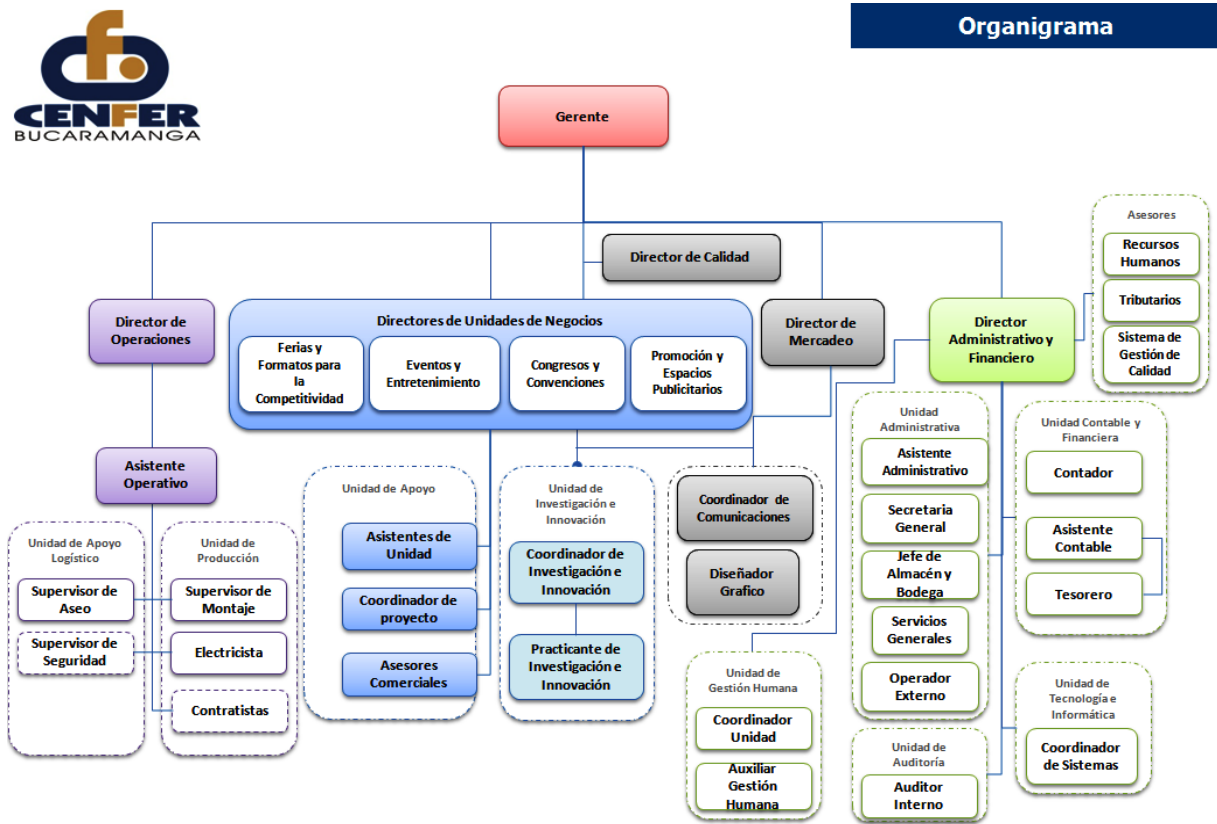 Organigrama
CENFER
BUCARAMANGA
Gerente
Director de Calidad
Asesores
Recursos
Humanos
Tributarios
Sistema de
Gestión de
Calidad
Director de
Operaciones
Directores de Unidades de Negocios
Ferias y
Formatos para
la
Competitividad
Eventos y
Entretenimiento
Congresos y
Convenciones
Promoción y
Espacios
Publicitarios
Director de
Mercadeo
Director
Administrativo y
Financiero
Asistente
Operativo
Unidad de Apoyo
Logístico
Supervisor de
Aseo
Supervisor de
Seguridad
Unidad de
Producción
Supervisor de
Montaje
Electricista
Contratistas
Unidad de Apoyo
Asistentes de
Unidad
Coordinador de
proyecto
Asesores
Comerciales
Unidad de
Investigación e
Innovación
Coordinador de
Investigación e
Innovación
Practicante de
Investigación e
Innovación
Coordinador de
Comunicaciones
Diseñador
Grafico
Unidad de
Gestión Humana
Coordinador
Unidad
Auxiliar
Gestión
Humana
Unidad
Administrativa
Asistente
Administrativo
Secretaria
General
Jefe de
Almacén y
Bodega
Servicios
Generales
Operador
Externo
Unidad de
Auditoría
Auditor
Interno
Unidad Contable y
Financiera
Contador
Asistente
Contable
Tesorero
Unidad de
Tecnología e
Informática
Coordinador
de Sistemas